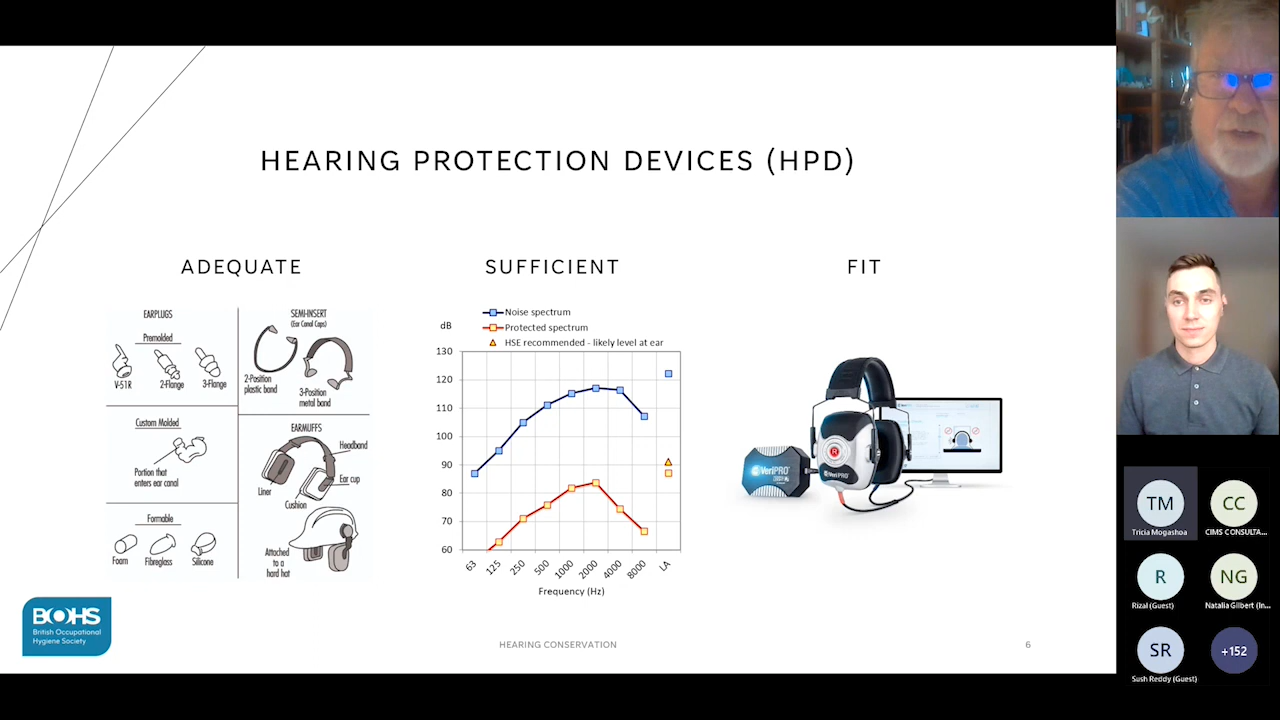 HEARING PROTECTION DEVICES (HPD)
ADEQUATE
SUFFICIENT
FIT
EARPLUGS
Premolded
V-51R
2-Flange
3-Flange
Custom Molded
Portion that
enters ear canal
Formable
Foam
Fibreglass
Silicone
SEMI-INSERT
(Ear Canal Caps)
2-Position
plastic band
3-Position
metal band
EARMUFFS
Headband
Ear cup
Liner
Cushion
Attached
to a
hard hat
Noise spectrum
Protected spectrum
HSE recommended - likely level at ear
dB
130
120
110
100
90
80
70
60
63
125
250
500
1000
2000
4000
8000
LA
Frequency (Hz)
VeriPRO
R
VeriPRO
BOHS
British Occupational
Hygiene Society
HEARING CONSERVATION
6
TM
Tricia Mogashoa
CC
CIMS CONSULTA...
R
Rizal (Guest)
NG
Natalia Gilbert (In...
SR
Sush Reddy (Guest)
+152